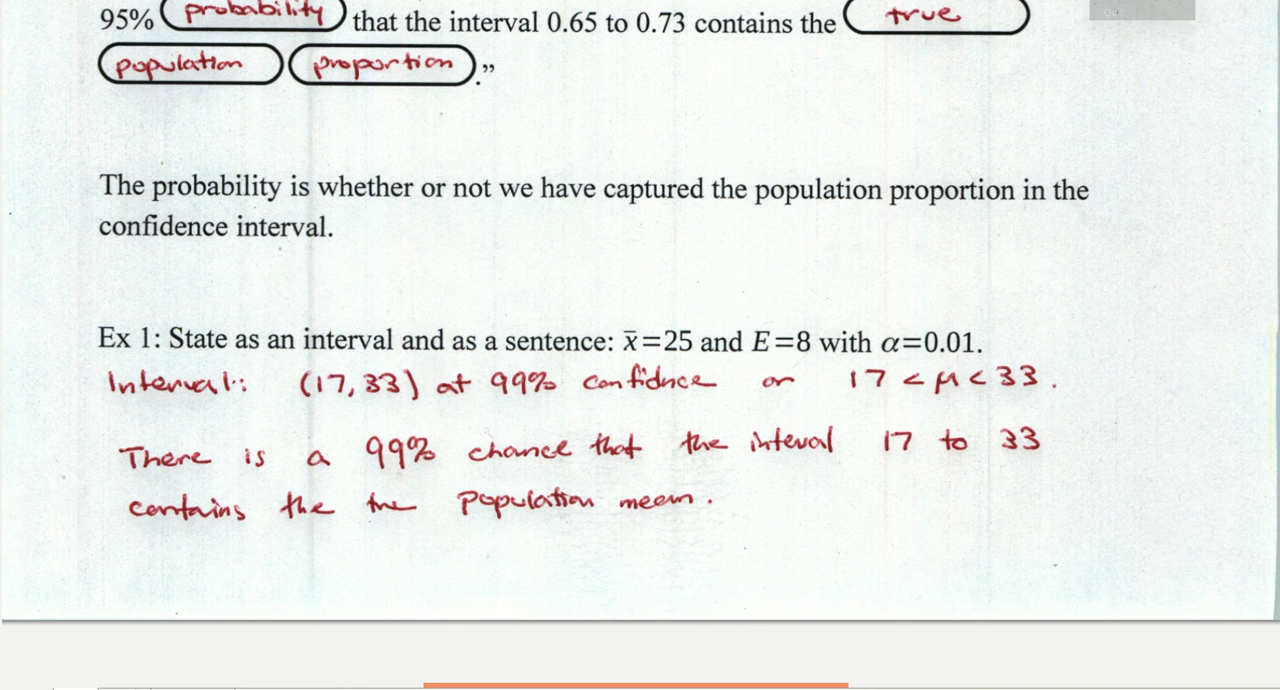 95% probability that the interval 0.65 to 0.73 contains the true
population proportion.”
The probability is whether or not we have captured the population proportion in the
confidence interval.
Ex 1: State as an interval and as a sentence: x̄=25 and E=8 with α=0.01.
Interval: (17, 33) at 99% confidnce or 17 < μ < 33.
There is a 99% chance that the inteval 17 to 33
contains the true population mean.